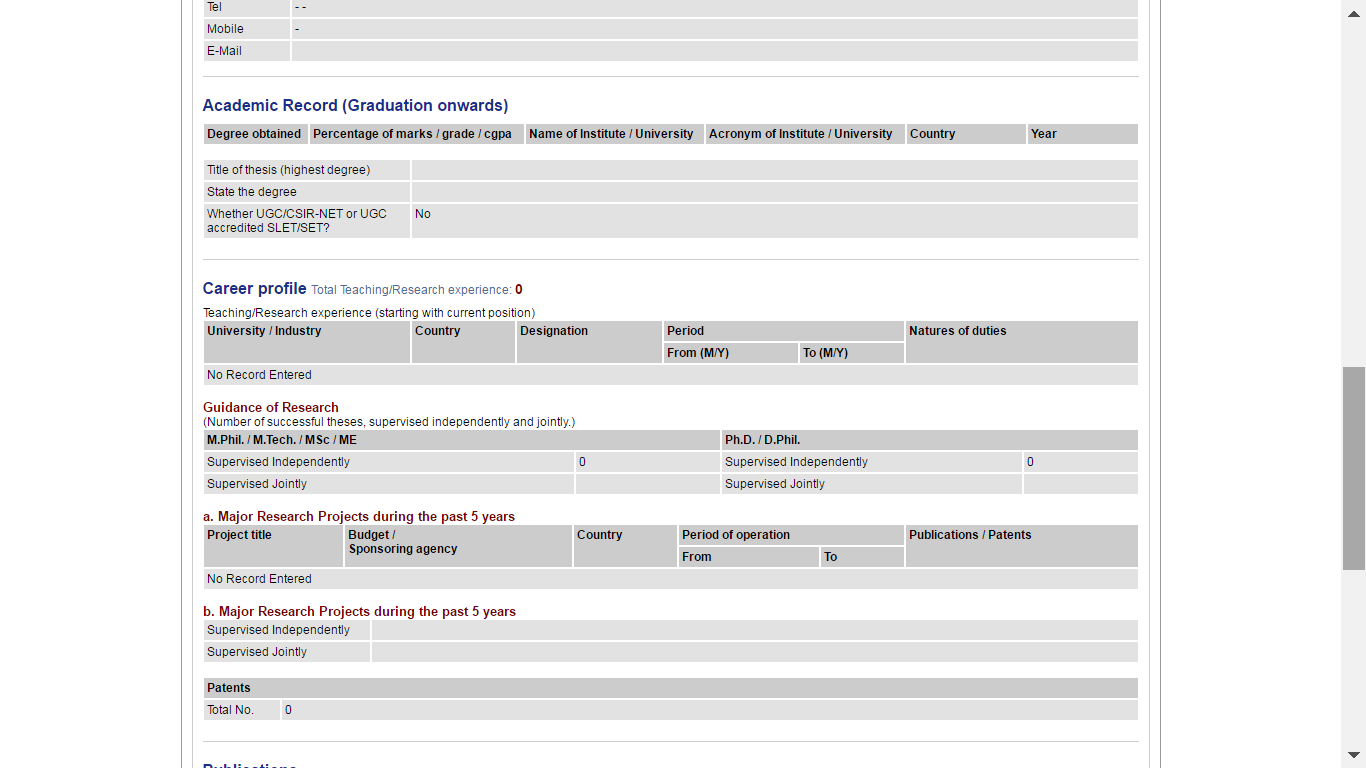 Tel - -
Mobile -
E-Mail
Academic Record (Graduation onwards)
Degree obtained Percentage of marks / grade / cgpa Name of Institute / University Acronym of Institute / University Country Year
Title of thesis (highest degree)
State the degree
Whether UGC/CSIR-NET or UGC No
accredited SLET/SET?
Career profile Total Teaching/Research experience: 0
Teaching/Research experience (starting with current position)
University / Industry Country Designation Period Natures of duties
From (M/Y) To (M/Y)
No Record Entered
Guidance of Research
(Number of successful theses, supervised independently and jointly.)
M.Phil. / M.Tech. / MSc / ME Ph.D. / D.Phil.
Supervised Independently 0 Supervised Independently 0
Supervised Jointly Supervised Jointly
a. Major Research Projects during the past 5 years
Project title Budget / Country Period of operation Publications / Patents
Sponsoring agency
From To
No Record Entered
b. Major Research Projects during the past 5 years
Supervised Independently
Supervised Jointly
Patents
Total No. 0
Publications